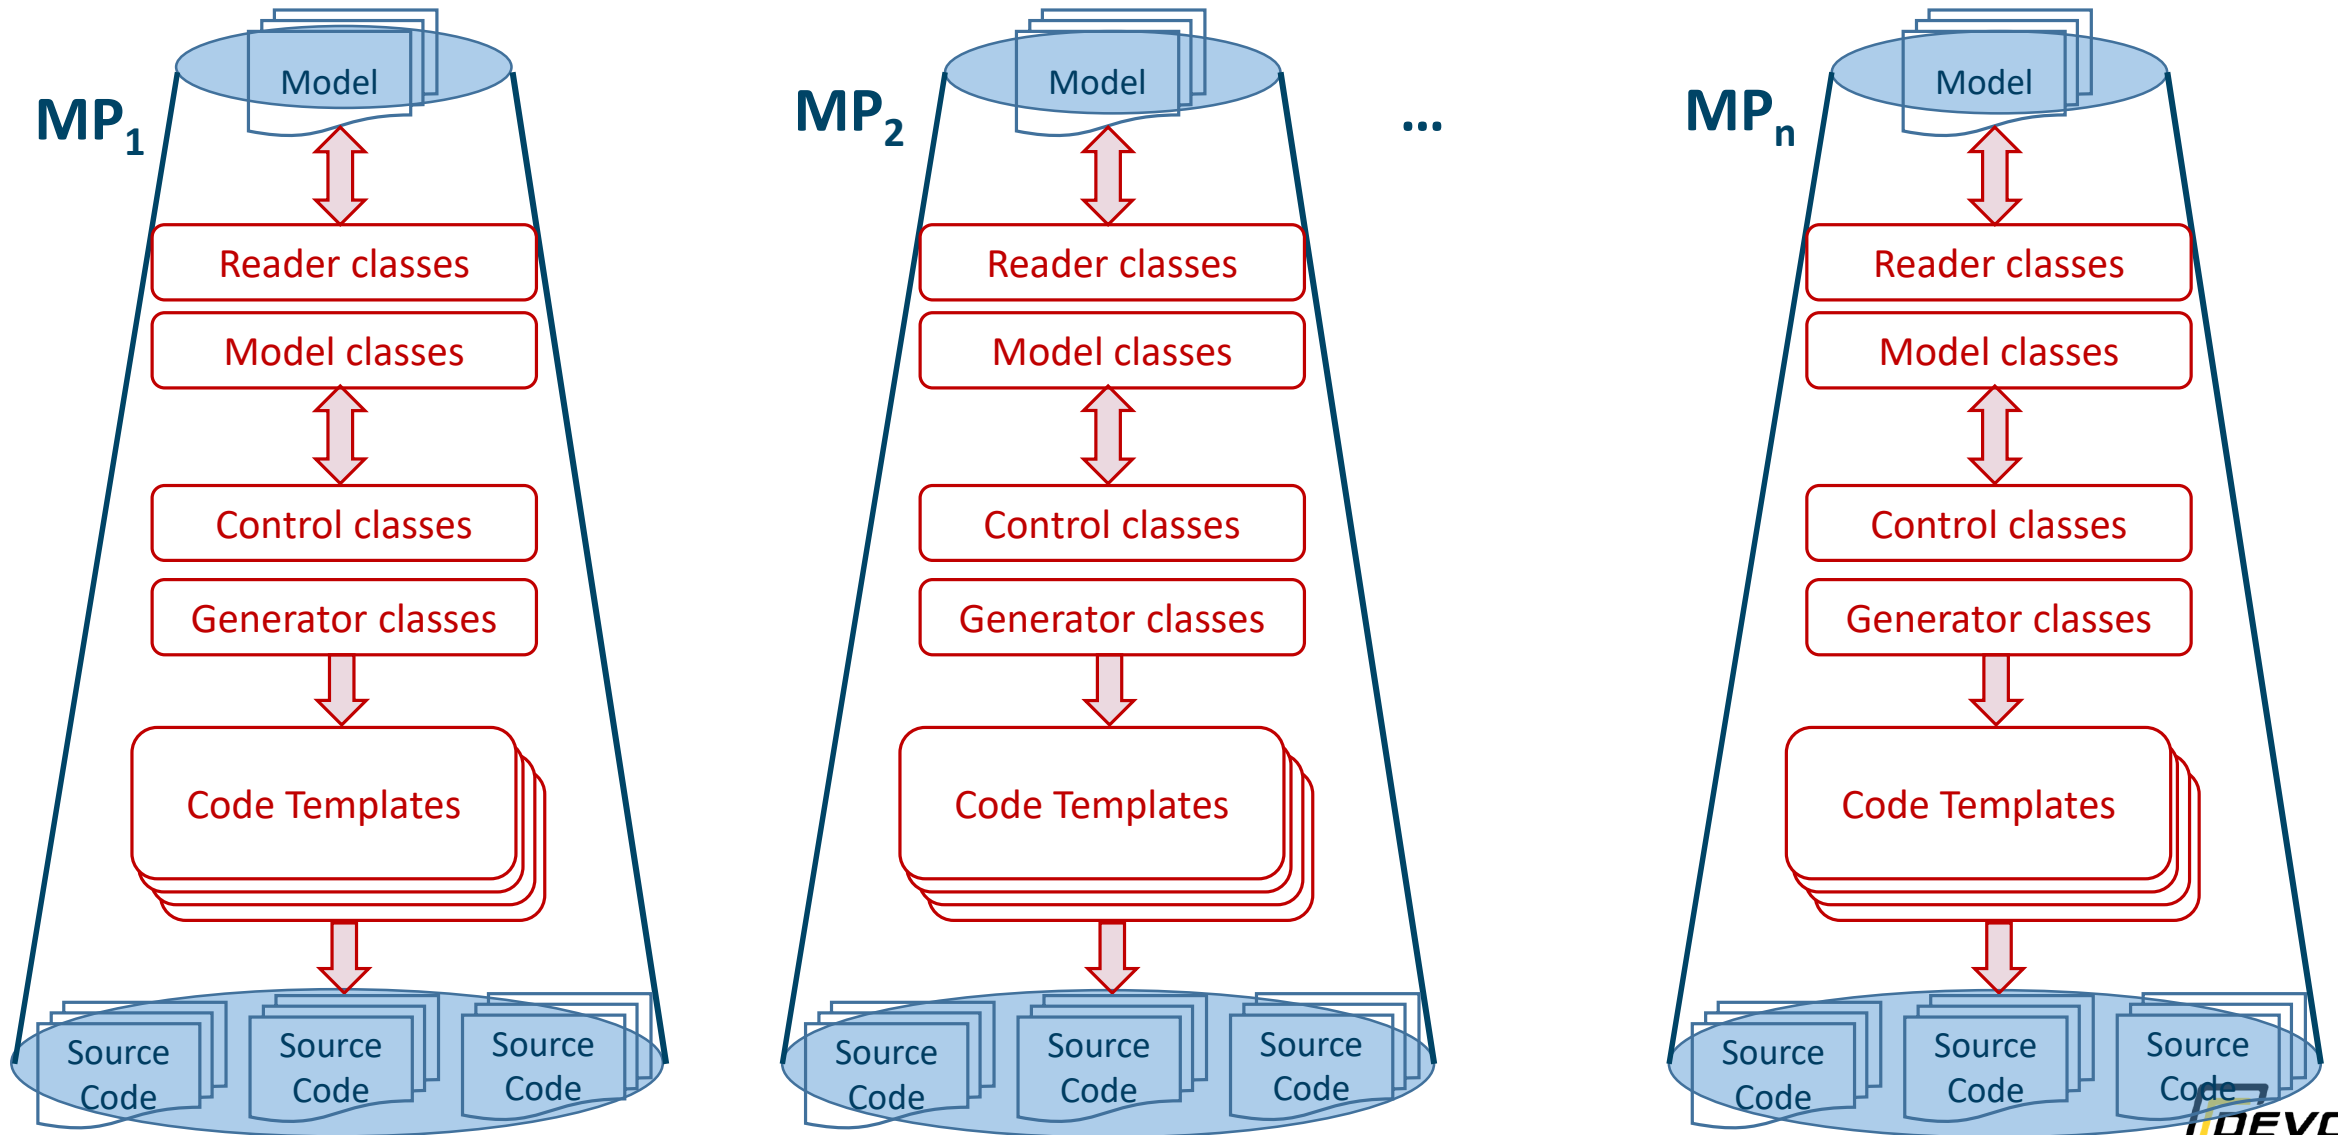 MP1
Model
Reader classes
Model classes
Control classes
Generator classes
Code Templates
Source
Code
Source
Code
Source
Code
MP2
Model
Reader classes
Model classes
Control classes
Generator classes
Code Templates
Source
Code
Source
Code
Source
Code
...
MPn
Model
Reader classes
Model classes
Control classes
Generator classes
Code Templates
Source
Code
Source
Code
Source
Code